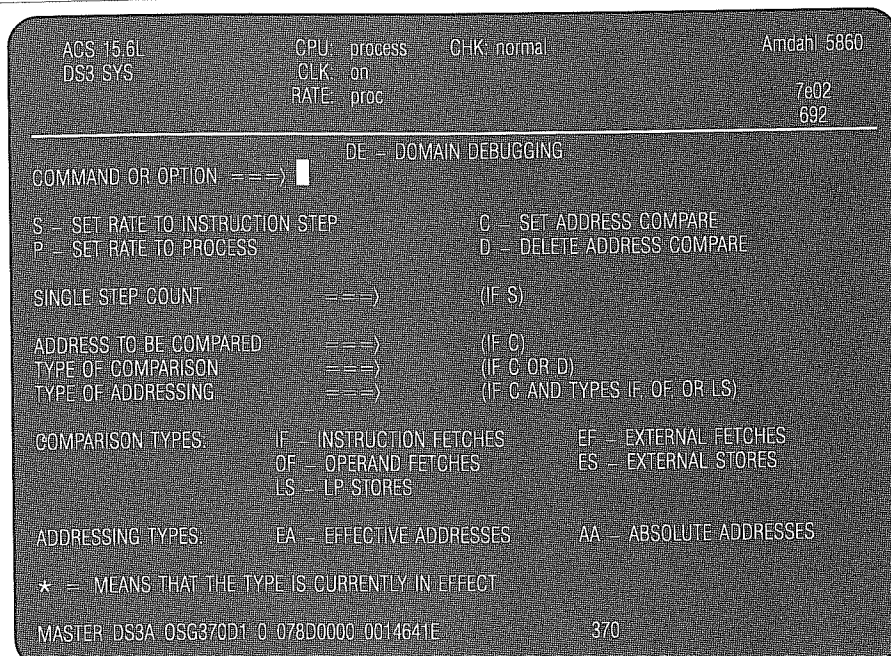 ACS 15.6L CPU: process CHK: normal Amdahl 5860
DS3 SYS CLK: on
RATE: proc 7e02
692
DE – DOMAIN DEBUGGING
COMMAND OR OPTION ===⟩
S – SET RATE TO INSTRUCTION STEP C – SET ADDRESS COMPARE
P – SET RATE TO PROCESS D – DELETE ADDRESS COMPARE
SINGLE STEP COUNT ===⟩ (IF S)
ADDRESS TO BE COMPARED ===⟩ (IF C)
TYPE OF COMPARISON ===⟩ (IF C OR D)
TYPE OF ADDRESSING ===⟩ (IF C AND TYPES IF, OF, OR LS)
COMPARISON TYPES. IF – INSTRUCTION FETCHES EF – EXTERNAL FETCHES
OF – OPERAND FETCHES ES – EXTERNAL STORES
LS – LP STORES
ADDRESSING TYPES. EA – EFFECTIVE ADDRESSES AA – ABSOLUTE ADDRESSES
★ = MEANS THAT THE TYPE IS CURRENTLY IN EFFECT
MASTER DS3A OSG370D1 0 078D0000 0014641E 370